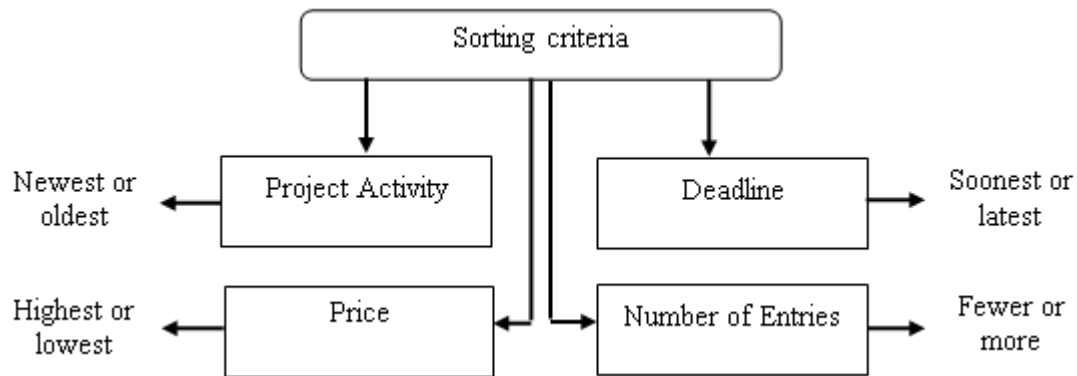 Sorting criteria
Newest or
oldest
Project Activity
Deadline
Soonest or
latest
Highest or
lowest
Price
Number of Entries
Fewer or
more